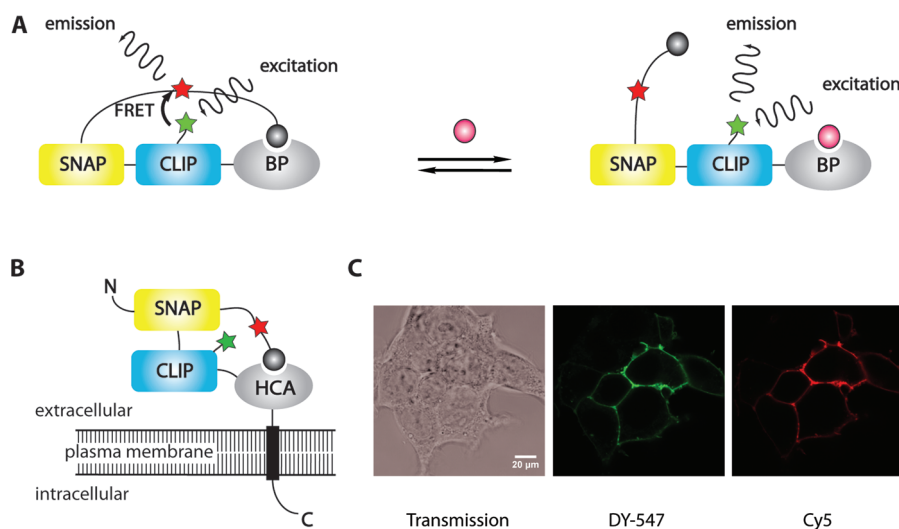 A
emission
excitation
FRET
SNAP
CLIP
BP
emission
excitation
SNAP
CLIP
BP
B
N
SNAP
CLIP
HCA
extracellular
plasma membrane
intracellular
C
C
20 µm
Transmission
DY-547
Cy5